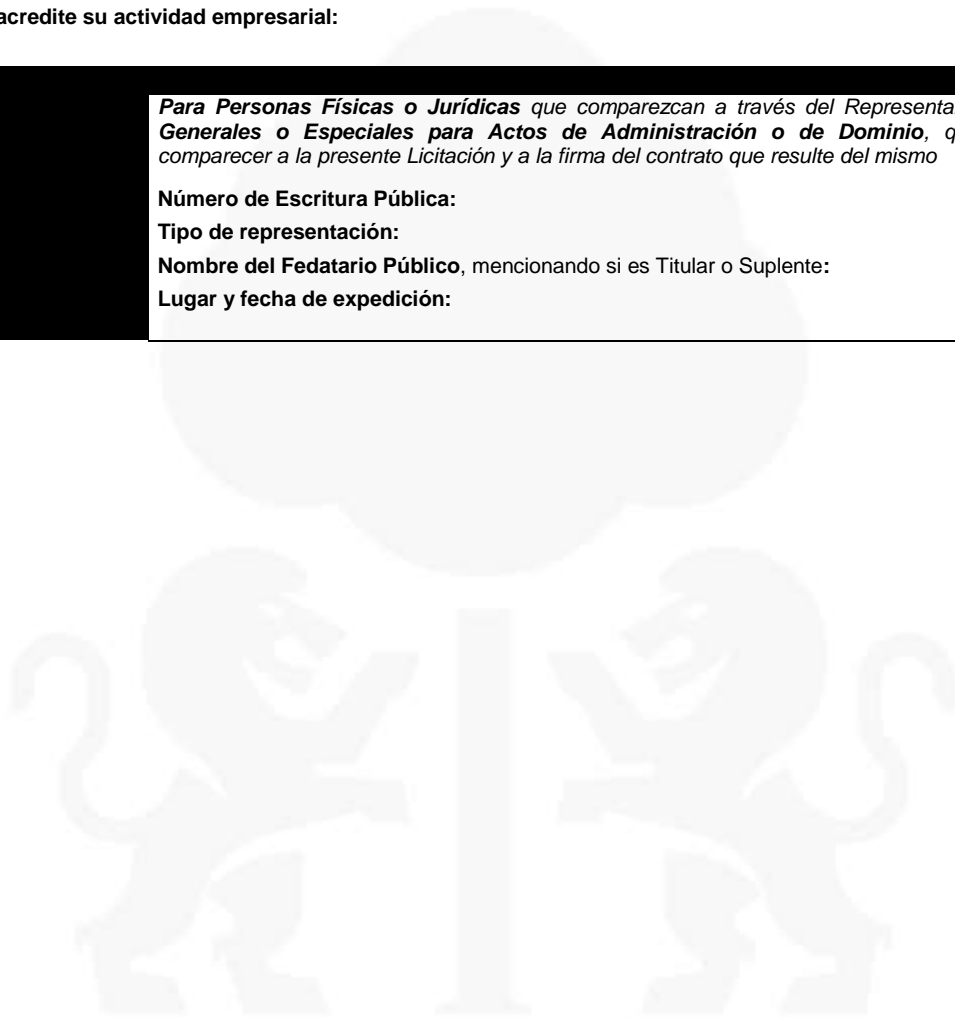 acredite su actividad empresarial:
Para Personas Físicas o Jurídicas que comparezcan a través del Representa
Generales o Especiales para Actos de Administración o de Dominio, q
comparecer a la presente Licitación y a la firma del contrato que resulte del mismo
Número de Escritura Pública:
Tipo de representación:
Nombre del Fedatario Público, mencionando si es Titular o Suplente:
Lugar y fecha de expedición: